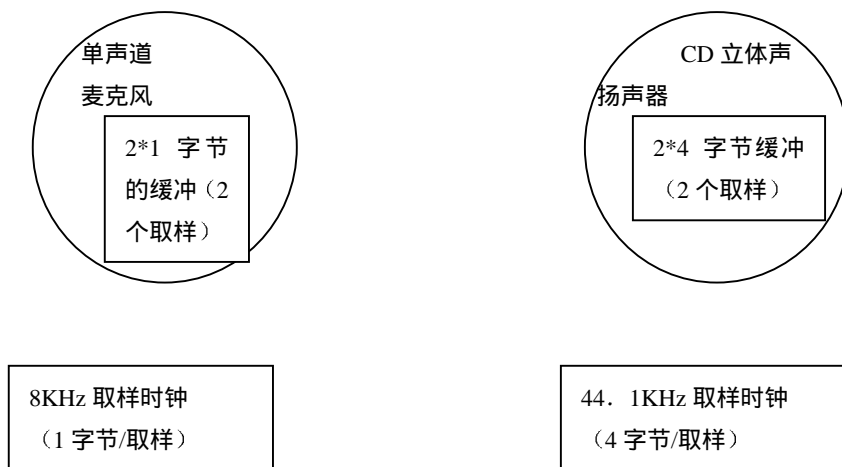 单声道
麦克风
2*1 字节
的缓冲（2
个取样）
CD 立体声
扬声器
2*4 字节缓冲
（2 个取样）
8KHz 取样时钟
（1 字节/取样）
44．1KHz 取样时钟
（4 字节/取样）